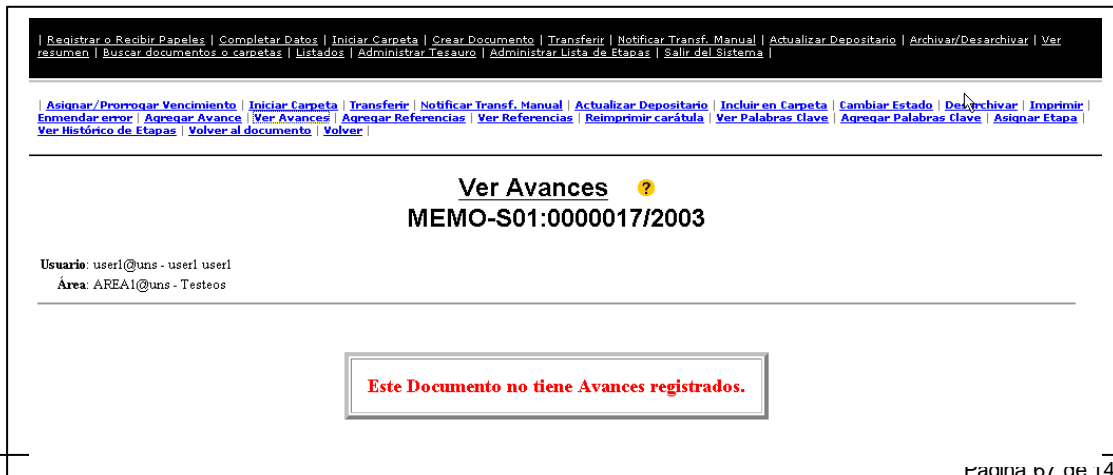 | Registrar o Recibir Papeles | Completar Datos | Iniciar Carpeta | Crear Documento | Transferir | Notificar Transf. Manual | Actualizar Depositario | Archivar/Desarchivar | Ver
resumen | Buscar documentos o carpetas | Listados | Administrar Tesauro | Administrar Lista de Etapas | Salir del Sistema |
| Asignar/Prorrogar Vencimiento | Iniciar Carpeta | Transferir | Notificar Transf. Manual | Actualizar Depositario | Incluir en Carpeta | Cambiar Estado | Desarchivar | Imprimir |
Enmendar error | Agregar Avance | Ver Avances | Agregar Referencias | Ver Referencias | Reimprimir carátula | Ver Palabras Clave | Agregar Palabras Clave | Asignar Etapa |
Ver Histórico de Etapas | Volver al documento | Volver |
Ver Avances ?
MEMO-S01:0000017/2003
Usuario: user1@uns - user1 user1
Área: AREA1@uns - Testeos
Este Documento no tiene Avances registrados.
Página 67 de 14